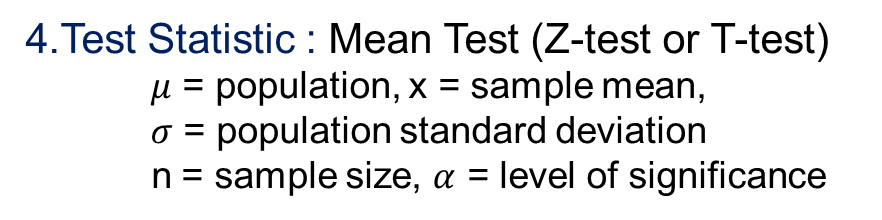 4.Test Statistic : Mean Test (Z-test or T-test)
μ = population, x = sample mean,
σ = population standard deviation
n = sample size, α = level of significance